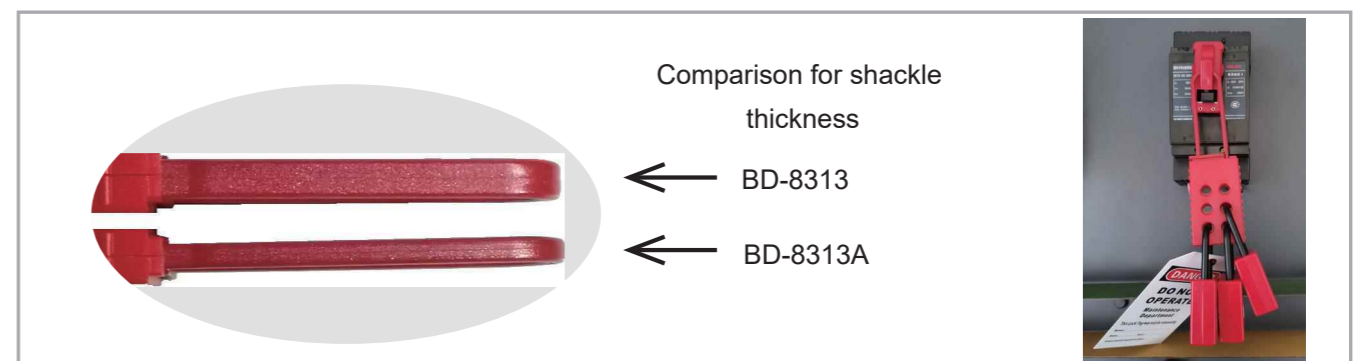 Comparison for shackle
thickness
BD-8313
BD-8313A
DANGER
DO NOT
OPERATE
Maintenance
Department